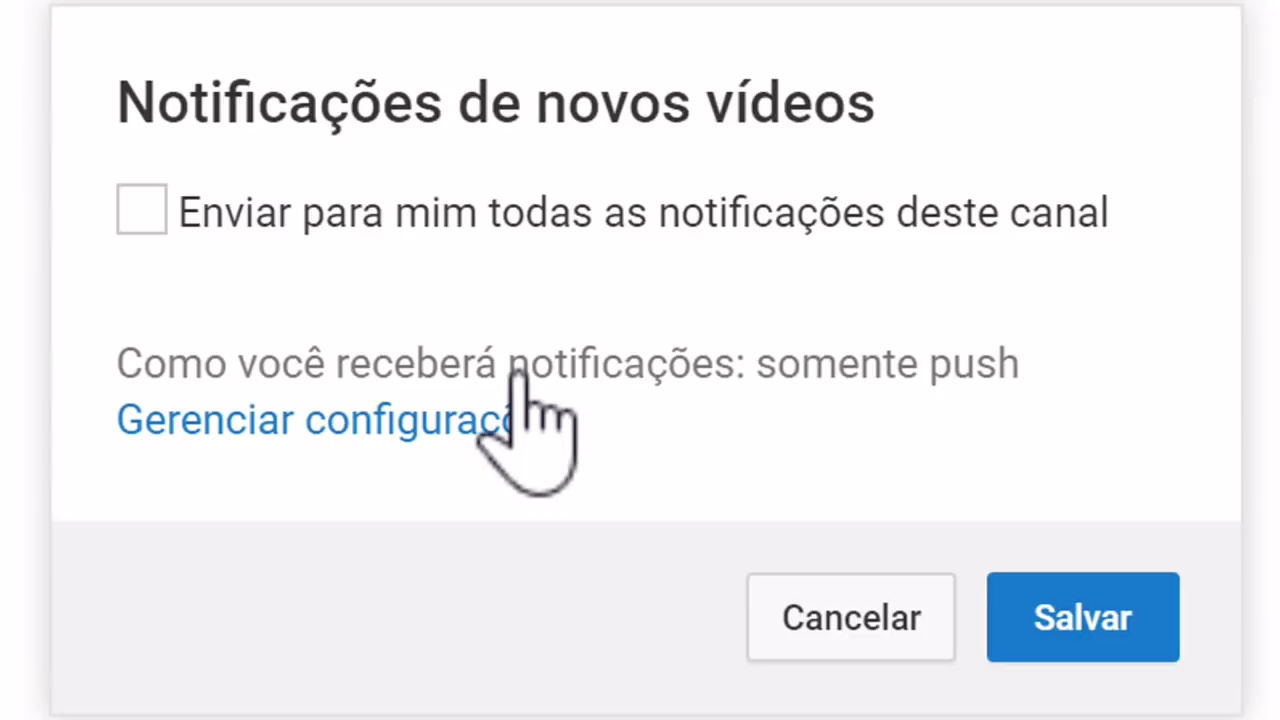 Notificações de novos vídeos
Enviar para mim todas as notificações deste canal
Como você receberá notificações: somente push
Gerenciar
Cancelar
Salvar